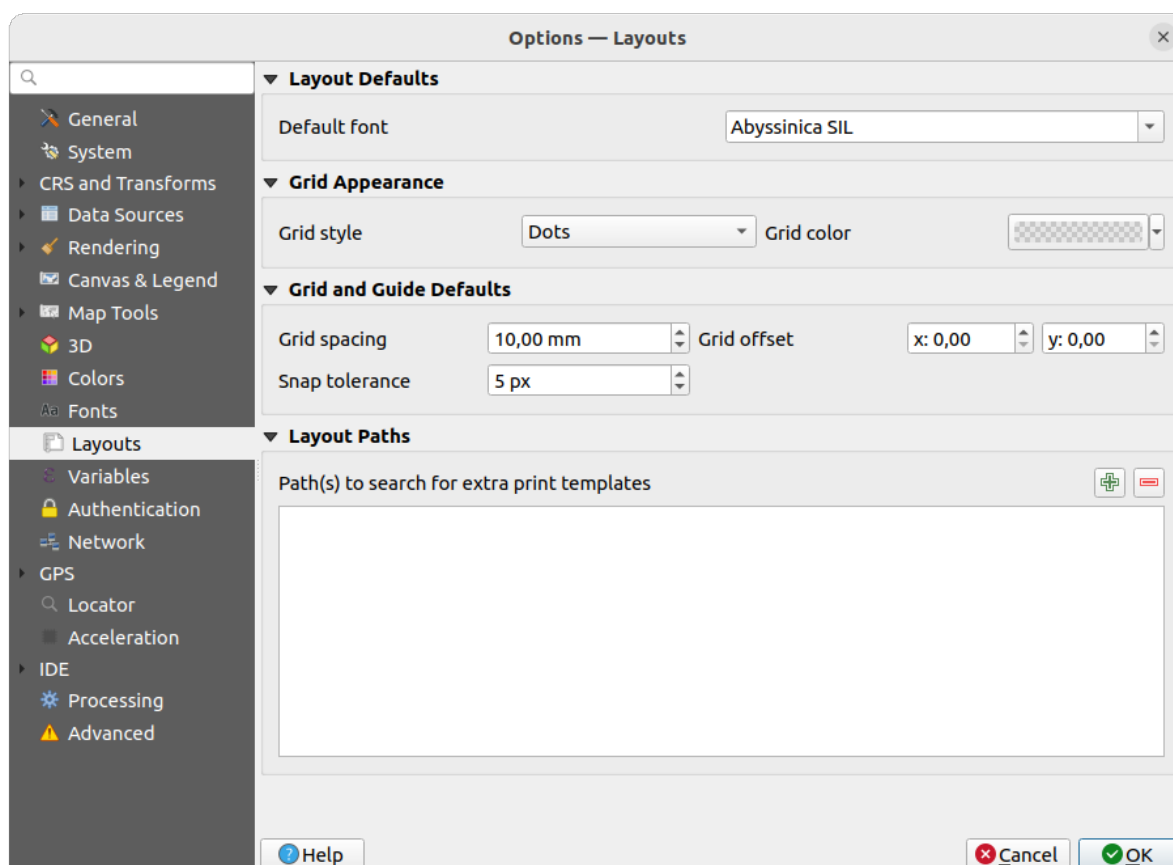 Options — Layouts
General
System
CRS and Transforms
Data Sources
Rendering
Canvas & Legend
Map Tools
3D
Colors
Aa Fonts
Layouts
Variables
Authentication
Network
GPS
Locator
Acceleration
IDE
Processing
Advanced
Layout Defaults
Default font Abyssinica SIL
Grid Appearance
Grid style Dots Grid color
Grid and Guide Defaults
Grid spacing 10,00 mm Grid offset x: 0,00 y: 0,00
Snap tolerance 5 px
Layout Paths
Path(s) to search for extra print templates
Help Cancel OK